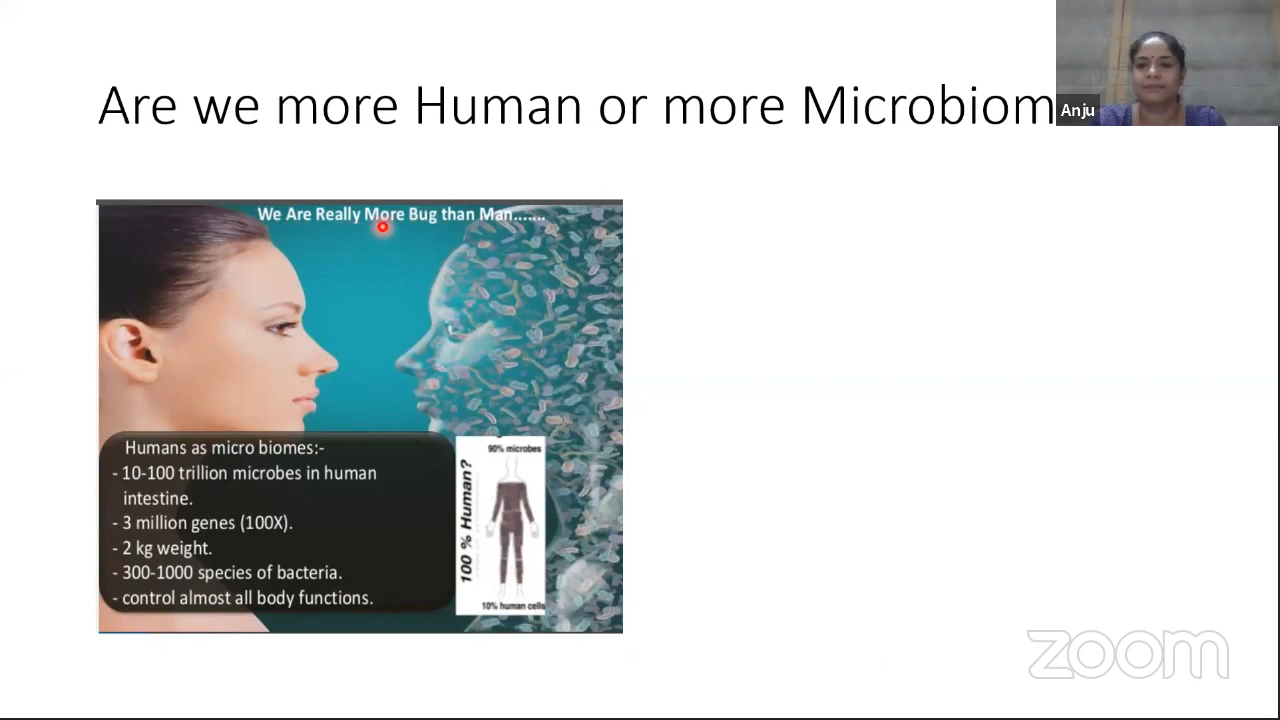 Are we more Human or more Microbiom
Anju
We Are Really More Bug than Man.......
Humans as micro biomes:-
- 10-100 trillion microbes in human
intestine.
- 3 million genes (100X).
- 2 kg weight.
- 300-1000 species of bacteria.
- control almost all body functions.
100 % Human?
90% microbes
10% human cells
zoom